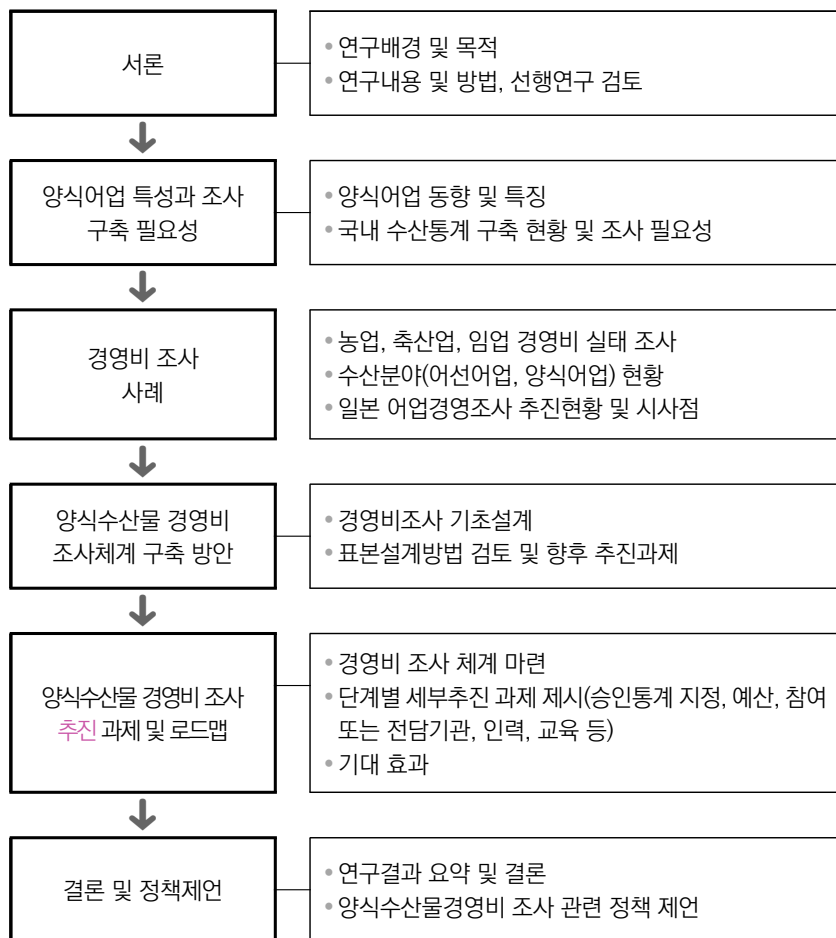 서론
• 연구배경 및 목적
• 연구내용 및 방법, 선행연구 검토
양식어업 특성과 조사
구축 필요성
• 양식어업 동향 및 특징
• 국내 수산통계 구축 현황 및 조사 필요성
경영비 조사
사례
• 농업, 축산업, 임업 경영비 실태 조사
• 수산분야(어선어업, 양식어업) 현황
• 일본 어업경영조사 추진현황 및 시사점
양식수산물 경영비
조사체계 구축 방안
• 경영비조사 기초설계
• 표본설계방법 검토 및 향후 추진과제
양식수산물 경영비 조사
추진 과제 및 로드맵
• 경영비 조사 체계 마련
• 단계별 세부추진 과제 제시(승인통계 지정, 예산, 참여
또는 전담기관, 인력, 교육 등)
• 기대 효과
결론 및 정책제언
• 연구결과 요약 및 결론
• 양식수산물경영비 조사 관련 정책 제언